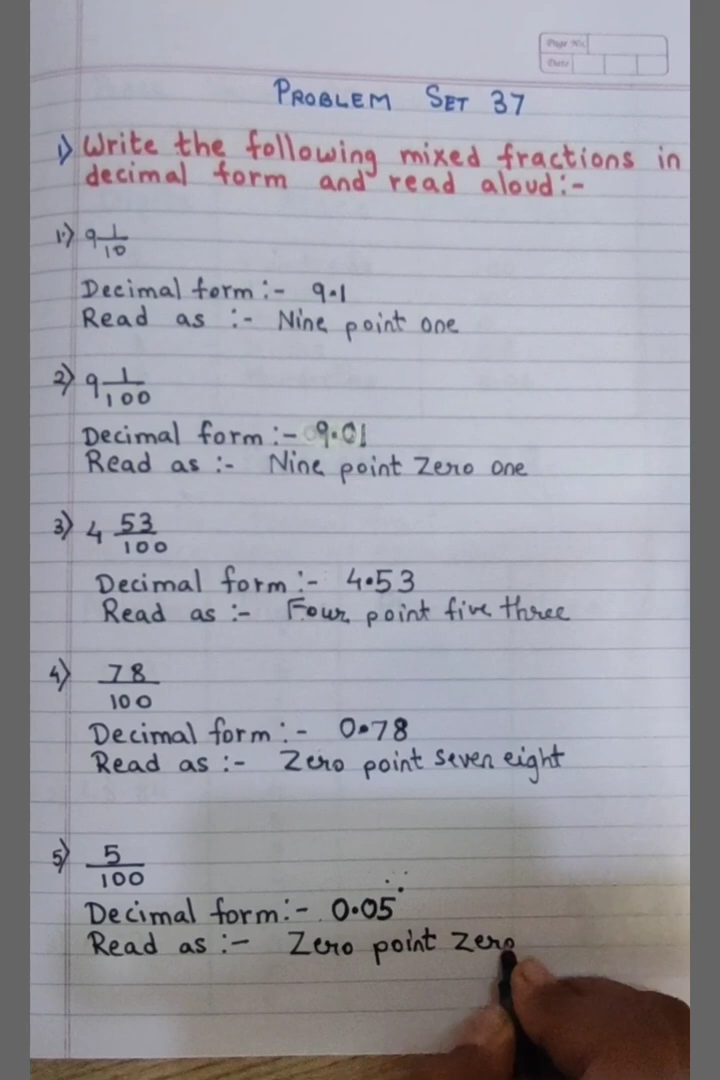 Page No.
Date
PROBLEM SET 37
1) Write the following mixed fractions in
decimal form and read aloud:-
1.) 9 1/10
Decimal form :- 9.1
Read as :- Nine point one
2) 9 1/100
Decimal form :- 9.01
Read as :- Nine point Zero one
3) 4 53/100
Decimal form :- 4.53
Read as :- Four point five three
4) 78/100
Decimal form :- 0.78
Read as :- Zero point seven eight
5) 5/100
Decimal form :- 0.05
Read as :- Zero point Zero